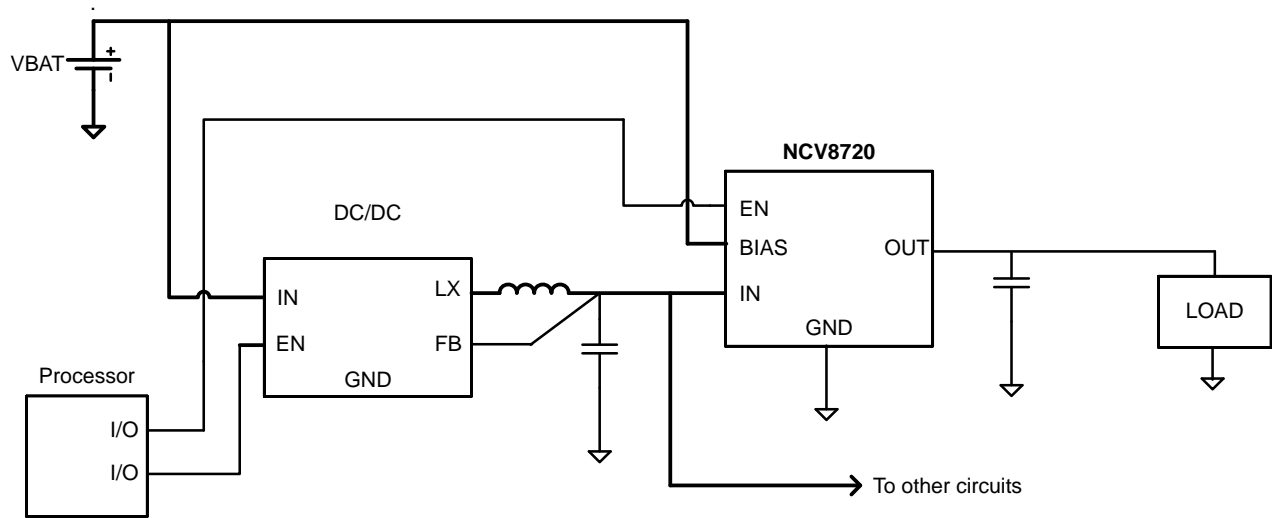 VBAT
+
NCV8720
DC/DC
EN
BIAS
OUT
IN
GND
LX
IN
FB
EN
GND
LOAD
Processor
I/O
I/O
To other circuits